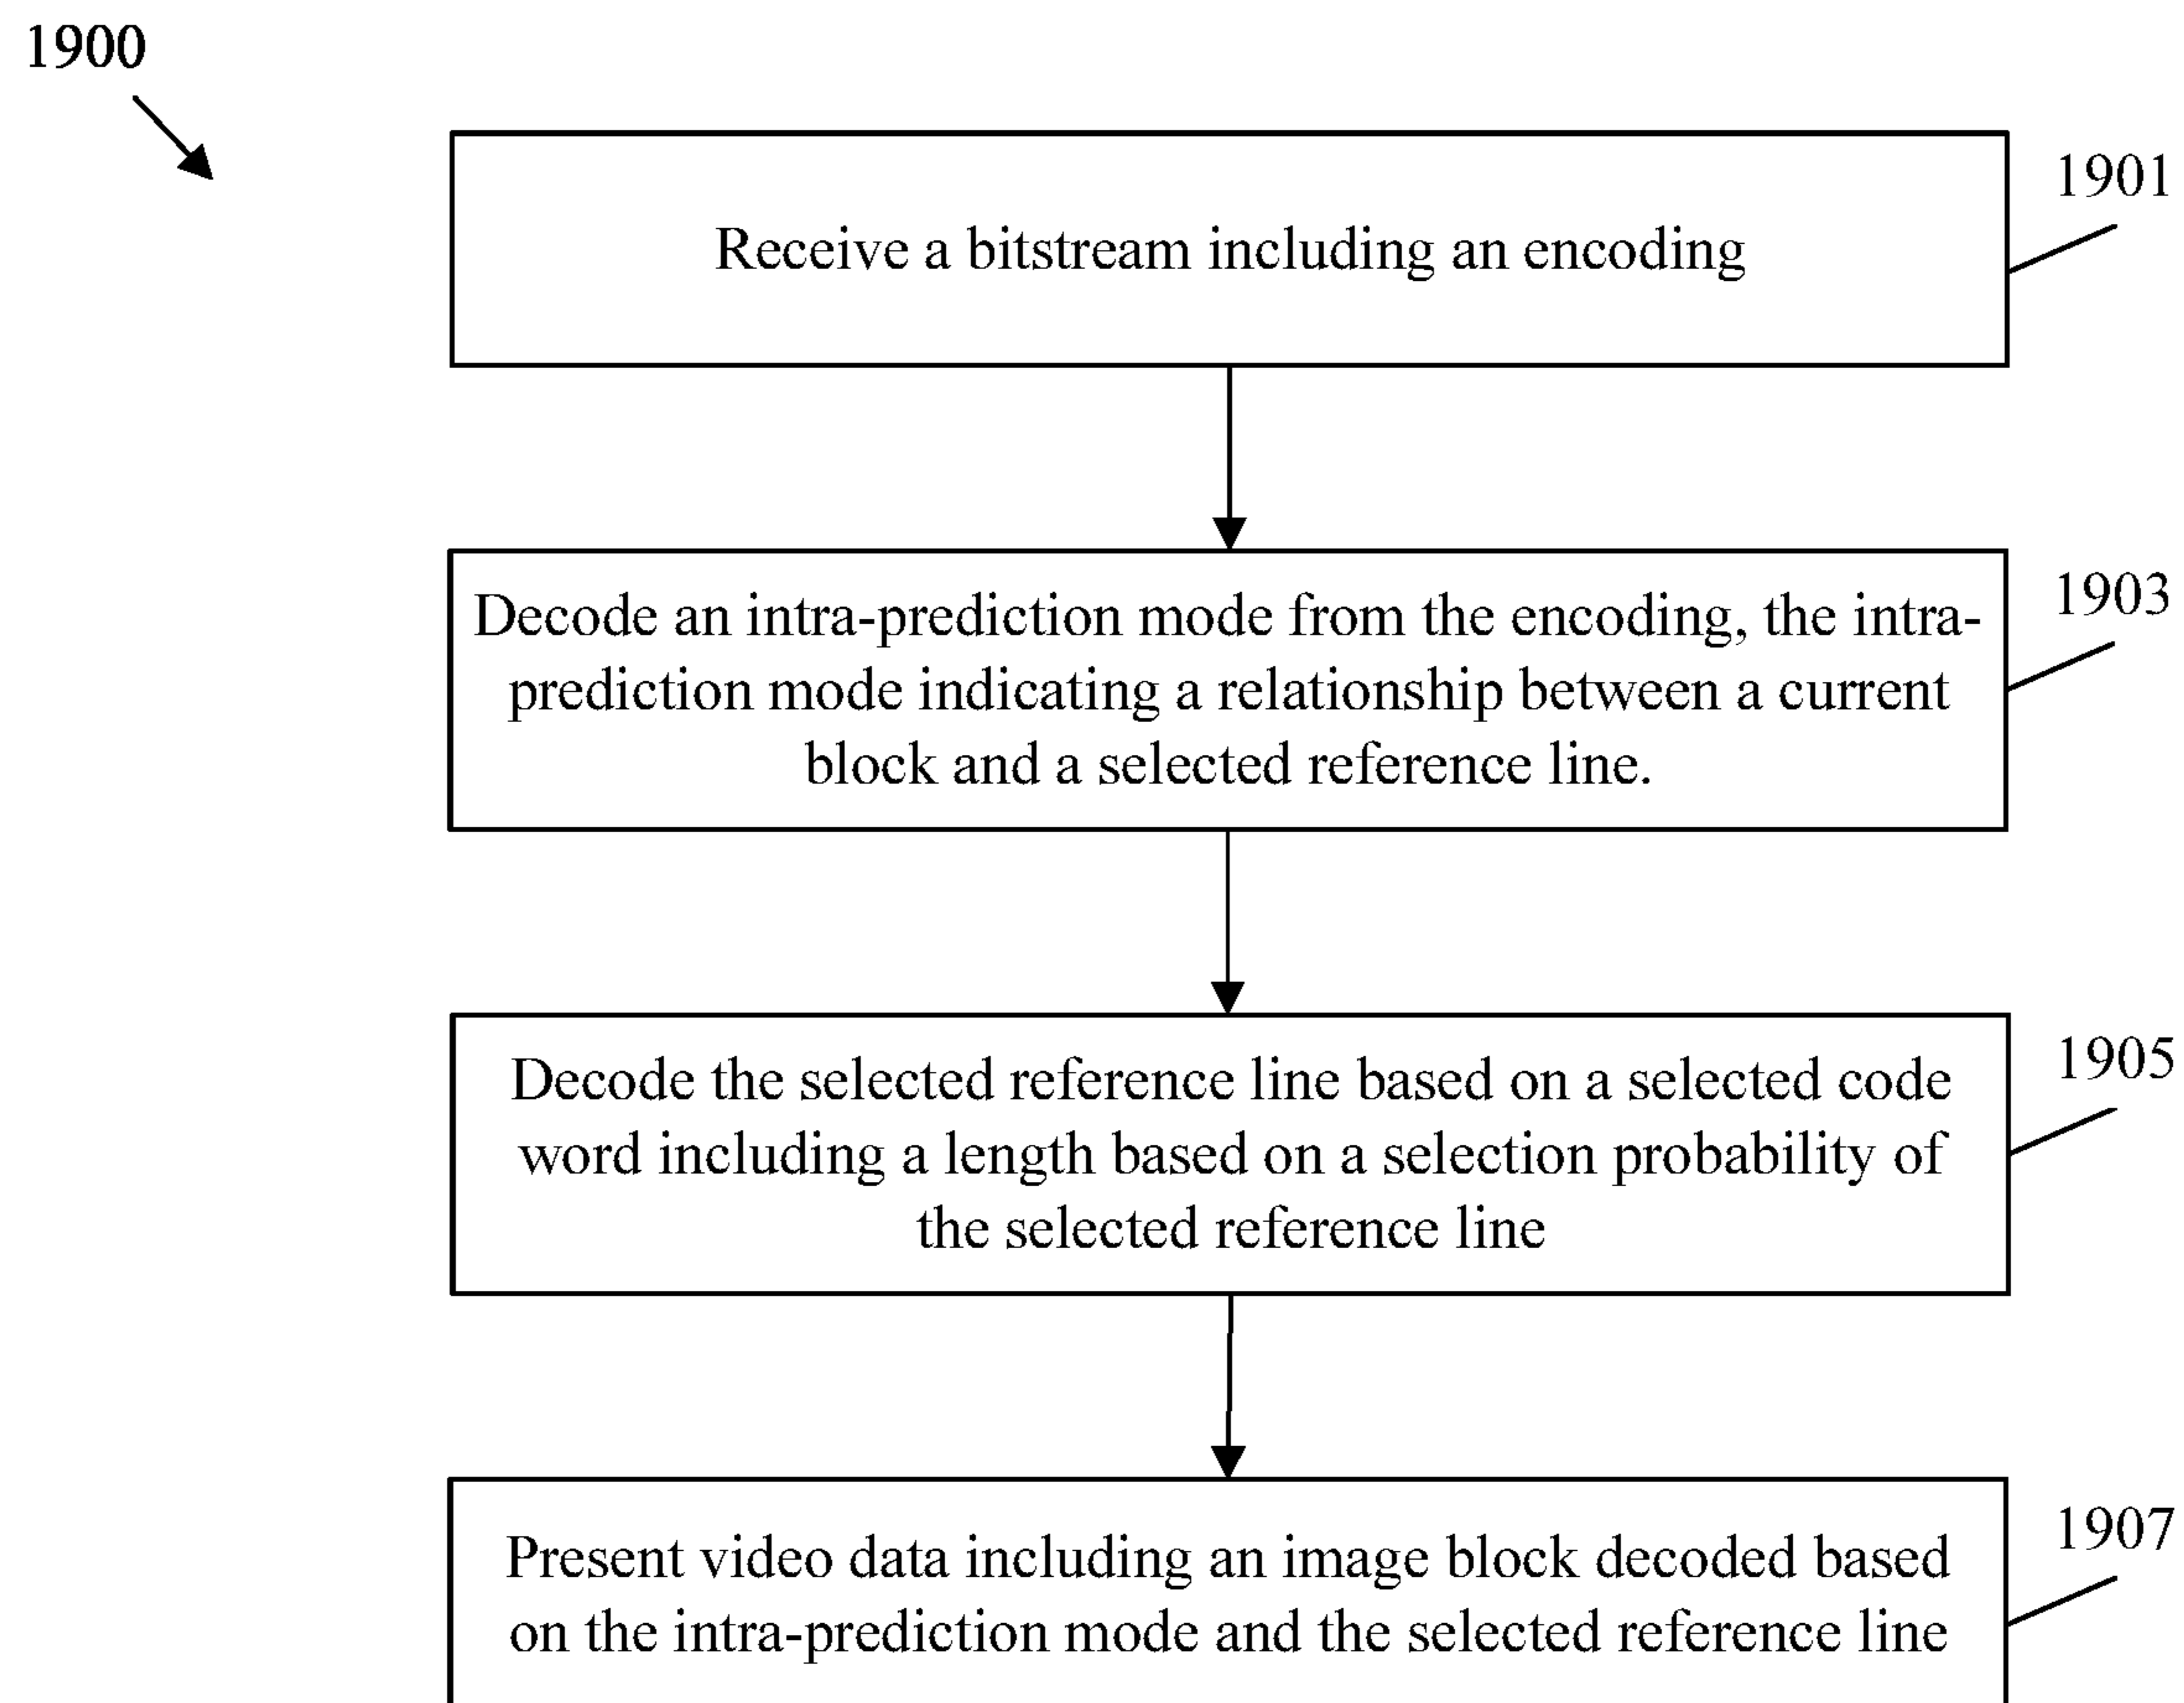 1900
1901
Receive a bitstream including an encoding
1903
Decode an intra-prediction mode from the encoding, the intra-
prediction mode indicating a relationship between a current
block and a selected reference line.
1905
Decode the selected reference line based on a selected code
word including a length based on a selection probability of
the selected reference line
1907
Present video data including an image block decoded based
on the intra-prediction mode and the selected reference line